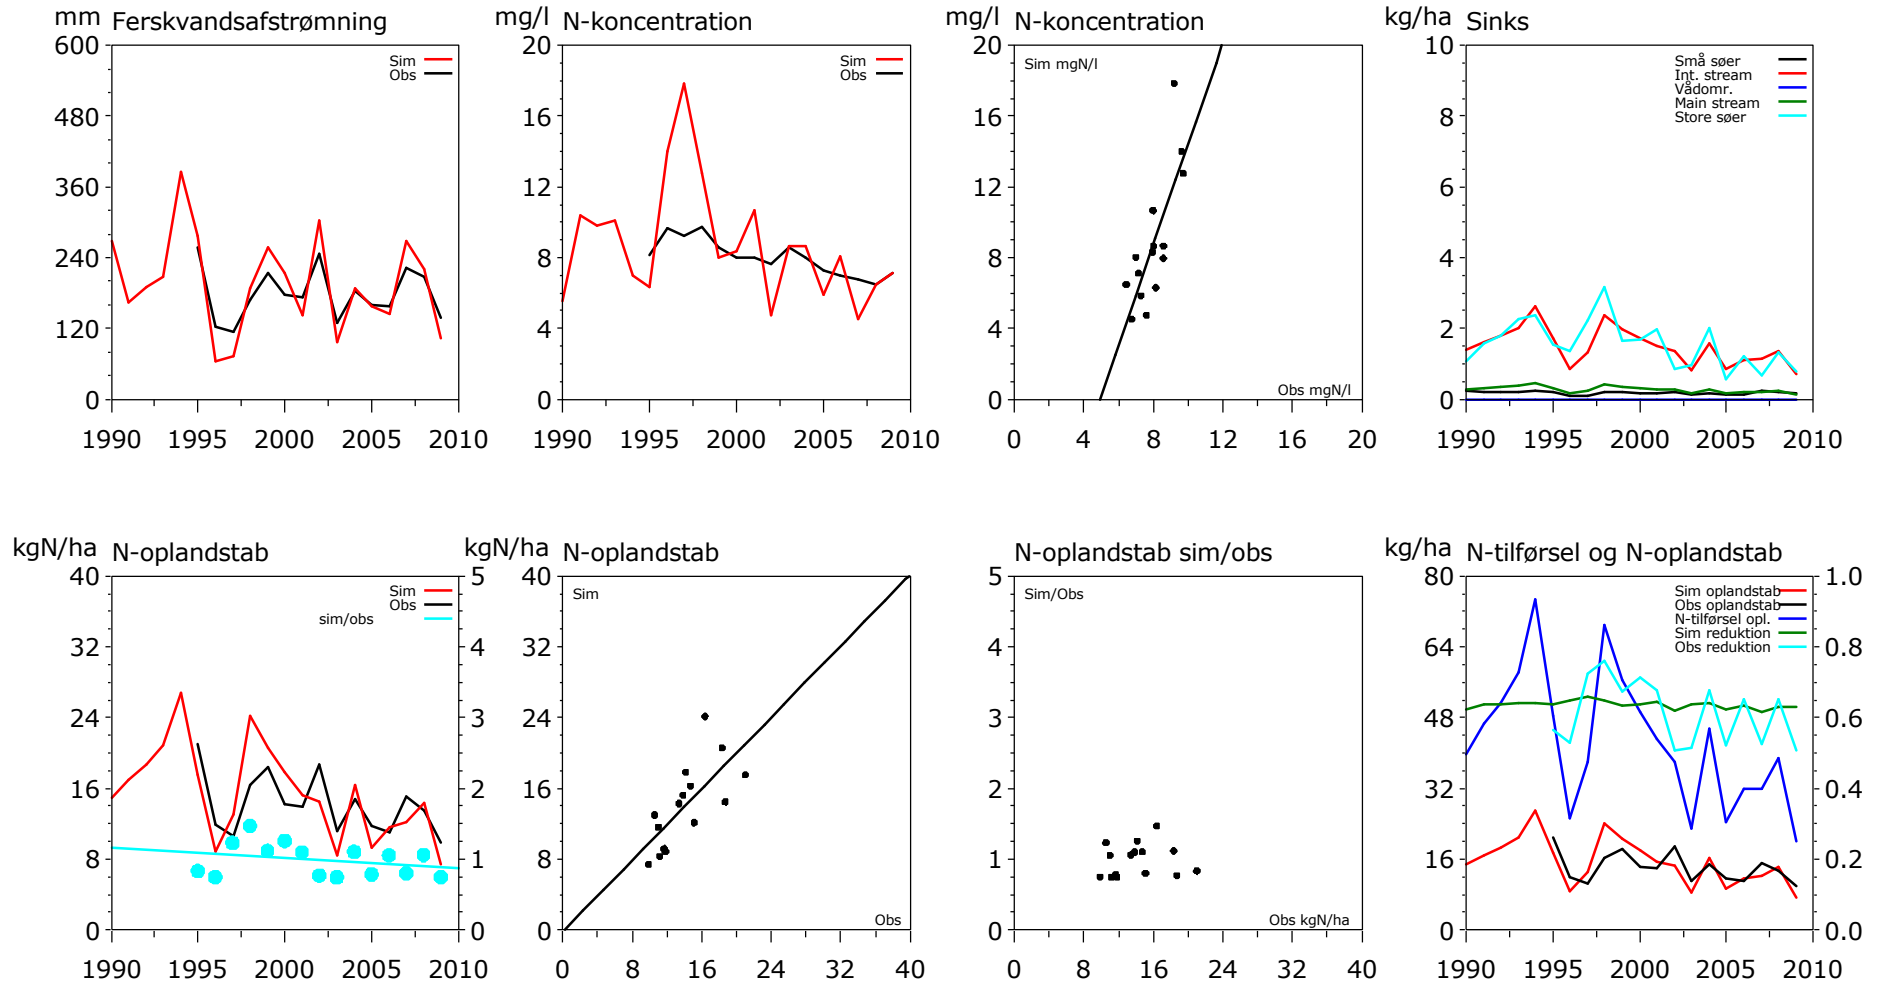 mm Ferskvandsafstrømning
600
480
360
240
120
0
1990 1995 2000 2005 2010
Sim
Obs
mg/l N-koncentration
20
16
12
8
4
0
1990 1995 2000 2005 2010
Sim
Obs
mg/l N-koncentration
20
16
12
8
4
0
0 4 8 12 16 20
Sim mgN/l
Obs mgN/l
kg/ha Sinks
10
8
6
4
2
0
1990 1995 2000 2005 2010
Små søer
Int. stream
Vådomr.
Main stream
Store søer
kgN/ha N-oplandstab
40
32
24
16
8
0
1990 1995 2000 2005 2010
Sim
Obs
sim/obs
5
4
3
2
1
0
kgN/ha N-oplandstab
40
32
24
16
8
0
0 8 16 24 32 40
Sim
Obs
N-oplandstab sim/obs
5
4
3
2
1
0
0 8 16 24 32 40
Sim/Obs
Obs kgN/ha
kg/ha N-tilførsel og N-oplandstab
80
64
48
32
16
0
1990 1995 2000 2005 2010
Sim oplandstab
Obs oplandstab
N-tilførsel opl.
Sim reduktion
Obs reduktion
1.0
0.8
0.6
0.4
0.2
0.0